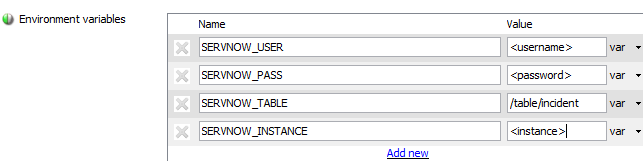 Environment variables
Name Value
SERVNOW_USER <username> var
SERVNOW_PASS <password> var
SERVNOW_TABLE /table/incident var
SERVNOW_INSTANCE <instance> var
Add new